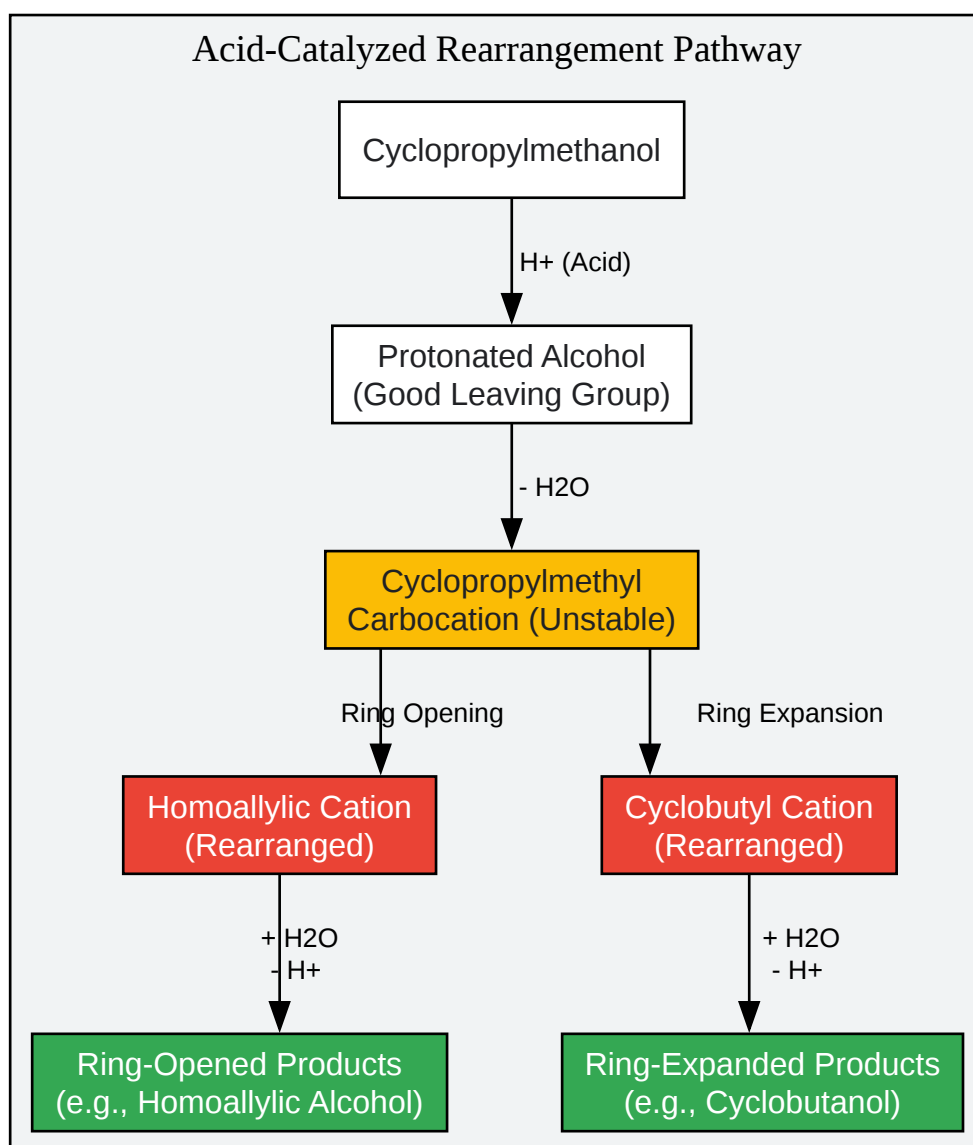 Acid-Catalyzed Rearrangement Pathway
Cyclopropylmethanol
H+ (Acid)
Protonated Alcohol
(Good Leaving Group)
- H2O
Cyclopropylmethyl
Carbocation (Unstable)
Ring Opening
Ring Expansion
Homoallylic Cation
(Rearranged)
Cyclobutyl Cation
(Rearranged)
+ H2O
- H+
+ H2O
- H+
Ring-Opened Products
(e.g., Homoallylic Alcohol)
Ring-Expanded Products
(e.g., Cyclobutanol)